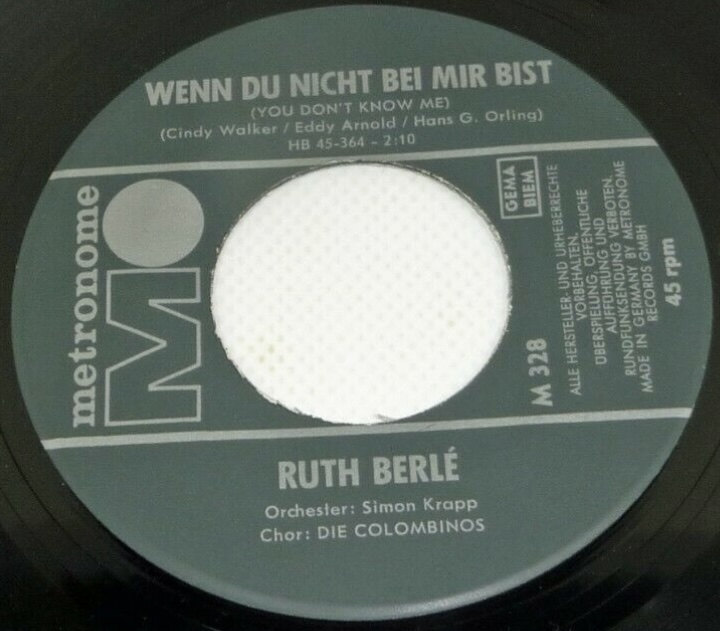 WENN DU NICHT BEI MIR BIST
(YOU DON'T KNOW ME)
(Cindy Walker / Eddy Arnold / Hans G. Orling)
HB 45-364 - 2:10
metronome
M
GEMA
BIEM
M 328
ALLE HERSTELLER- UND URHEBERRECHTE
VORBEHALTEN.
ÜBERSPIELUNG, ÖFFENTLICHE
AUFFÜHRUNG UND
RUNDFUNKSENDUNG VERBOTEN.
MADE IN GERMANY BY METRONOME
RECORDS GMBH
45 rpm
RUTH BERLÉ
Orchester: Simon Krapp
Chor: DIE COLOMBINOS